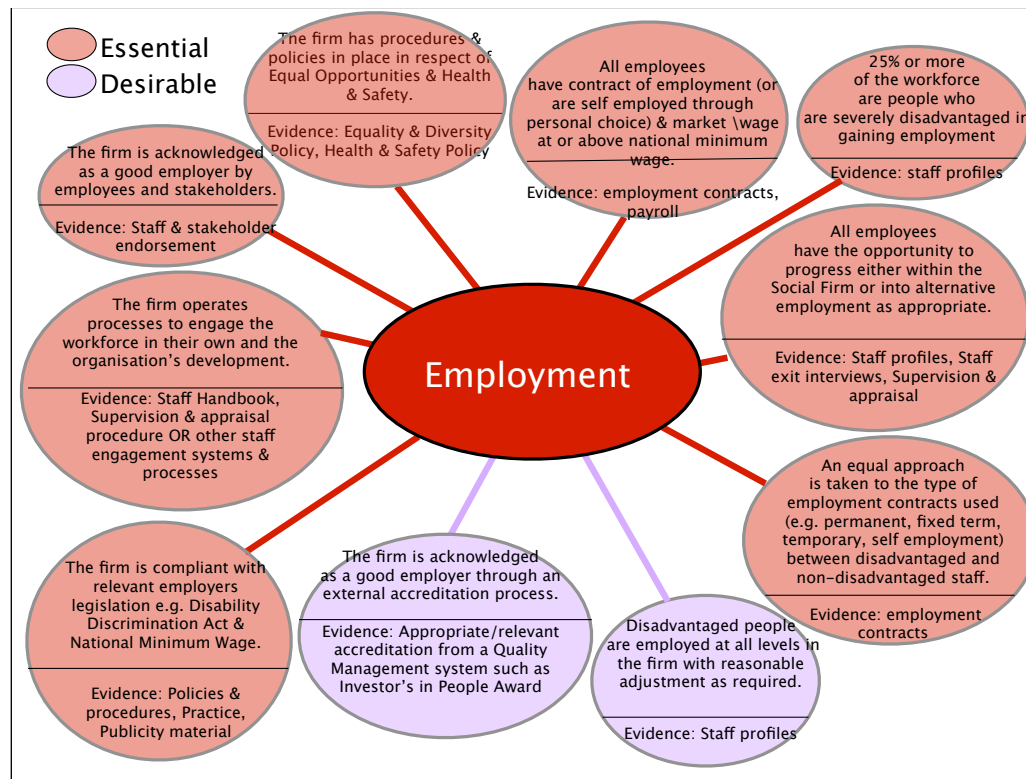 Essential
Desirable
The firm has procedures &
policies in place in respect of
Equal Opportunities & Health
& Safety.
Evidence: Equality & Diversity
Policy, Health & Safety Policy
All employees
have contract of employment (or
are self employed through
personal choice) & market \wage
at or above national minimum
wage.
Evidence: employment contracts,
payroll
25% or more
of the workforce
are people who
are severely disadvantaged in
gaining employment
Evidence: staff profiles
The firm is acknowledged
as a good employer by
employees and stakeholders.
Evidence: Staff & stakeholder
endorsement
All employees
have the opportunity to
progress either within the
Social Firm or into alternative
employment as appropriate.
Evidence: Staff profiles, Staff
exit interviews, Supervision &
appraisal
The firm operates
processes to engage the
workforce in their own and the
organisation's development.
Evidence: Staff Handbook,
Supervision & appraisal
procedure OR other staff
engagement systems &
processes
Employment
An equal approach
is taken to the type of
employment contracts used
(e.g. permanent, fixed term,
temporary, self employment)
between disadvantaged and
non-disadvantaged staff.
Evidence: employment
contracts
The firm is compliant with
relevant employers
legislation e.g. Disability
Discrimination Act &
National Minimum Wage.
Evidence: Policies &
procedures, Practice,
Publicity material
The firm is acknowledged
as a good employer through an
external accreditation process.
Evidence: Appropriate/relevant
accreditation from a Quality
Management system such as
Investor's in People Award
Disadvantaged people
are employed at all levels in
the firm with reasonable
adjustment as required.
Evidence: Staff profiles